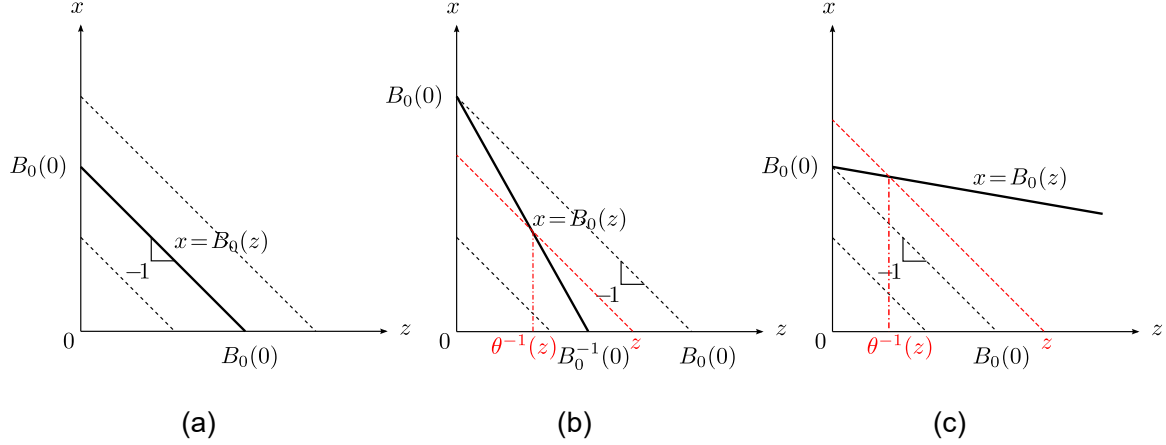 x
B₀(0)
x=B₀(z)
−1
0
z
B₀(0)
(a)
x
B₀(0)
x=B₀(z)
−1
0
θ⁻¹(z)
B₀⁻¹(0)
z
B₀(0)
z
(b)
x
B₀(0)
x=B₀(z)
−1
0
θ⁻¹(z)
B₀(0)
z
z
(c)